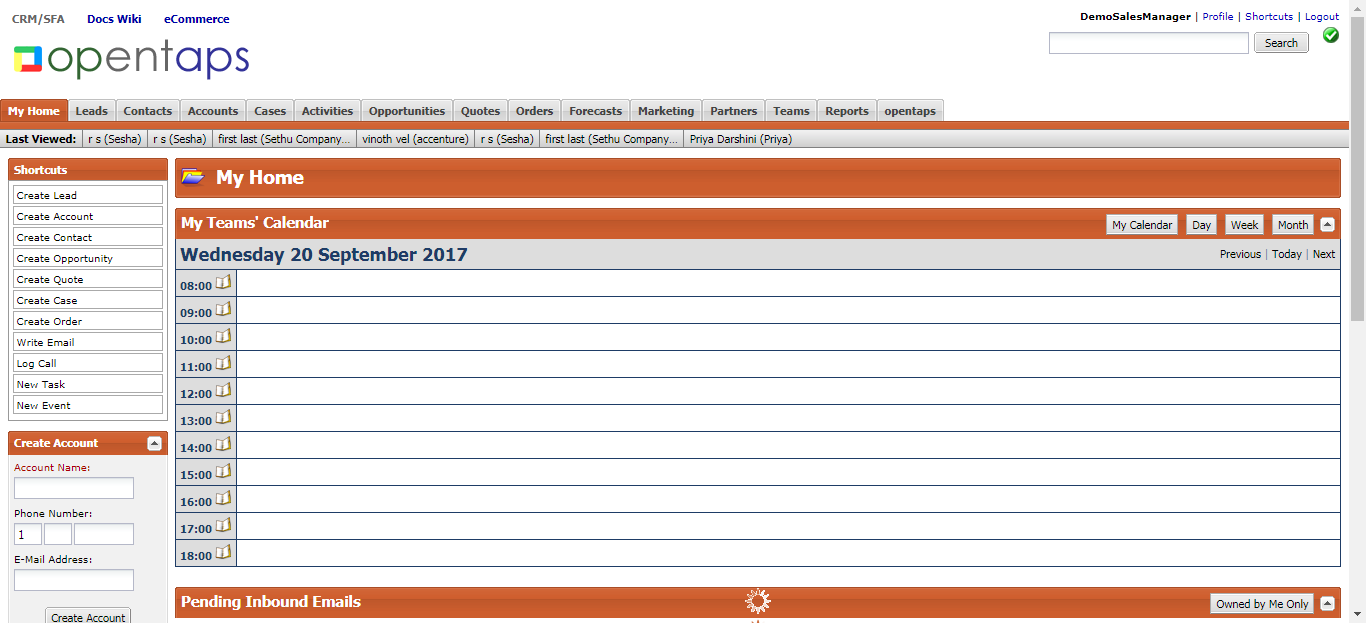 CRM/SFA Docs Wiki eCommerce
DemoSalesManager | Profile | Shortcuts | Logout
Search
opentaps
My Home Leads Contacts Accounts Cases Activities Opportunities Quotes Orders Forecasts Marketing Partners Teams Reports opentaps
Last Viewed: r s (Sesha) r s (Sesha) first last (Sethu Company... vinoth vel (accenture) r s (Sesha) first last (Sethu Company... Priya Darshini (Priya)
Shortcuts
Create Lead
Create Account
Create Contact
Create Opportunity
Create Quote
Create Case
Create Order
Write Email
Log Call
New Task
New Event
Create Account
Account Name:
Phone Number:
1
E-Mail Address:
Create Account
My Home
My Teams' Calendar My Calendar Day Week Month
Wednesday 20 September 2017 Previous | Today | Next
08:00
09:00
10:00
11:00
12:00
13:00
14:00
15:00
16:00
17:00
18:00
Pending Inbound Emails Owned by Me Only